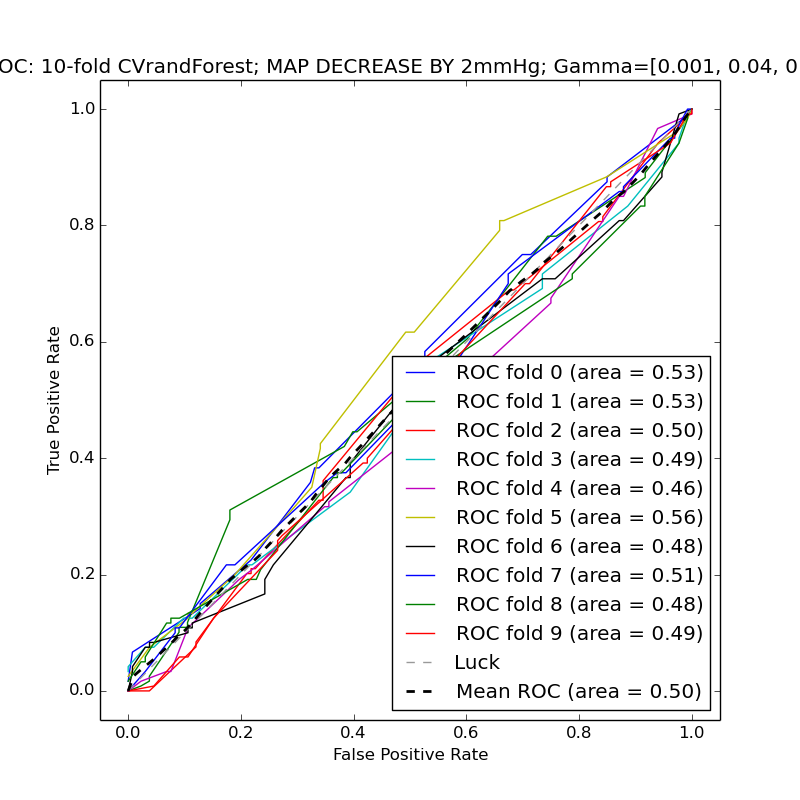 OC: 10-fold CVrandForest; MAP DECREASE BY 2mmHg; Gamma=[0.001, 0.04, 0
1.0
0.8
0.6
0.4
0.2
0.0
True Positive Rate
ROC fold 0 (area = 0.53)
ROC fold 1 (area = 0.53)
ROC fold 2 (area = 0.50)
ROC fold 3 (area = 0.49)
ROC fold 4 (area = 0.46)
ROC fold 5 (area = 0.56)
ROC fold 6 (area = 0.48)
ROC fold 7 (area = 0.51)
ROC fold 8 (area = 0.48)
ROC fold 9 (area = 0.49)
Luck
Mean ROC (area = 0.50)
0.0 0.2 0.4 0.6 0.8 1.0
False Positive Rate